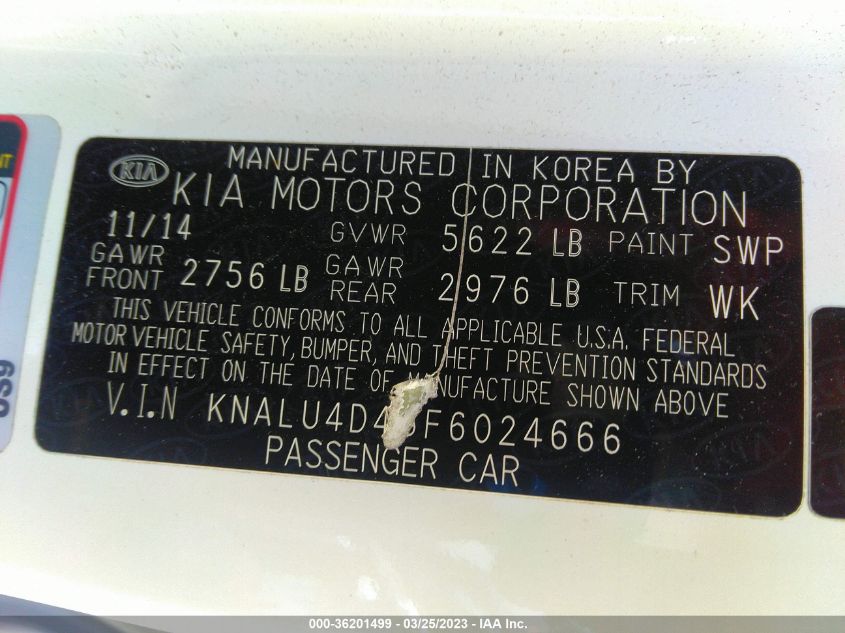 KIA
MANUFACTURED IN KOREA BY
KIA MOTORS CORPORATION
11/14 GVWR 5622 LB PAINT SWP
GAWR FRONT 2756 LB GAWR REAR 2976 LB TRIM WK
THIS VEHICLE CONFORMS TO ALL APPLICABLE U.S.A. FEDERAL
MOTOR VEHICLE SAFETY, BUMPER, AND THEFT PREVENTION STANDARDS
IN EFFECT ON THE DATE OF MANUFACTURE SHOWN ABOVE
V.I.N KNALU4D46F6024666
PASSENGER CAR
000-36201499 - 03/25/2023 - IAA Inc.